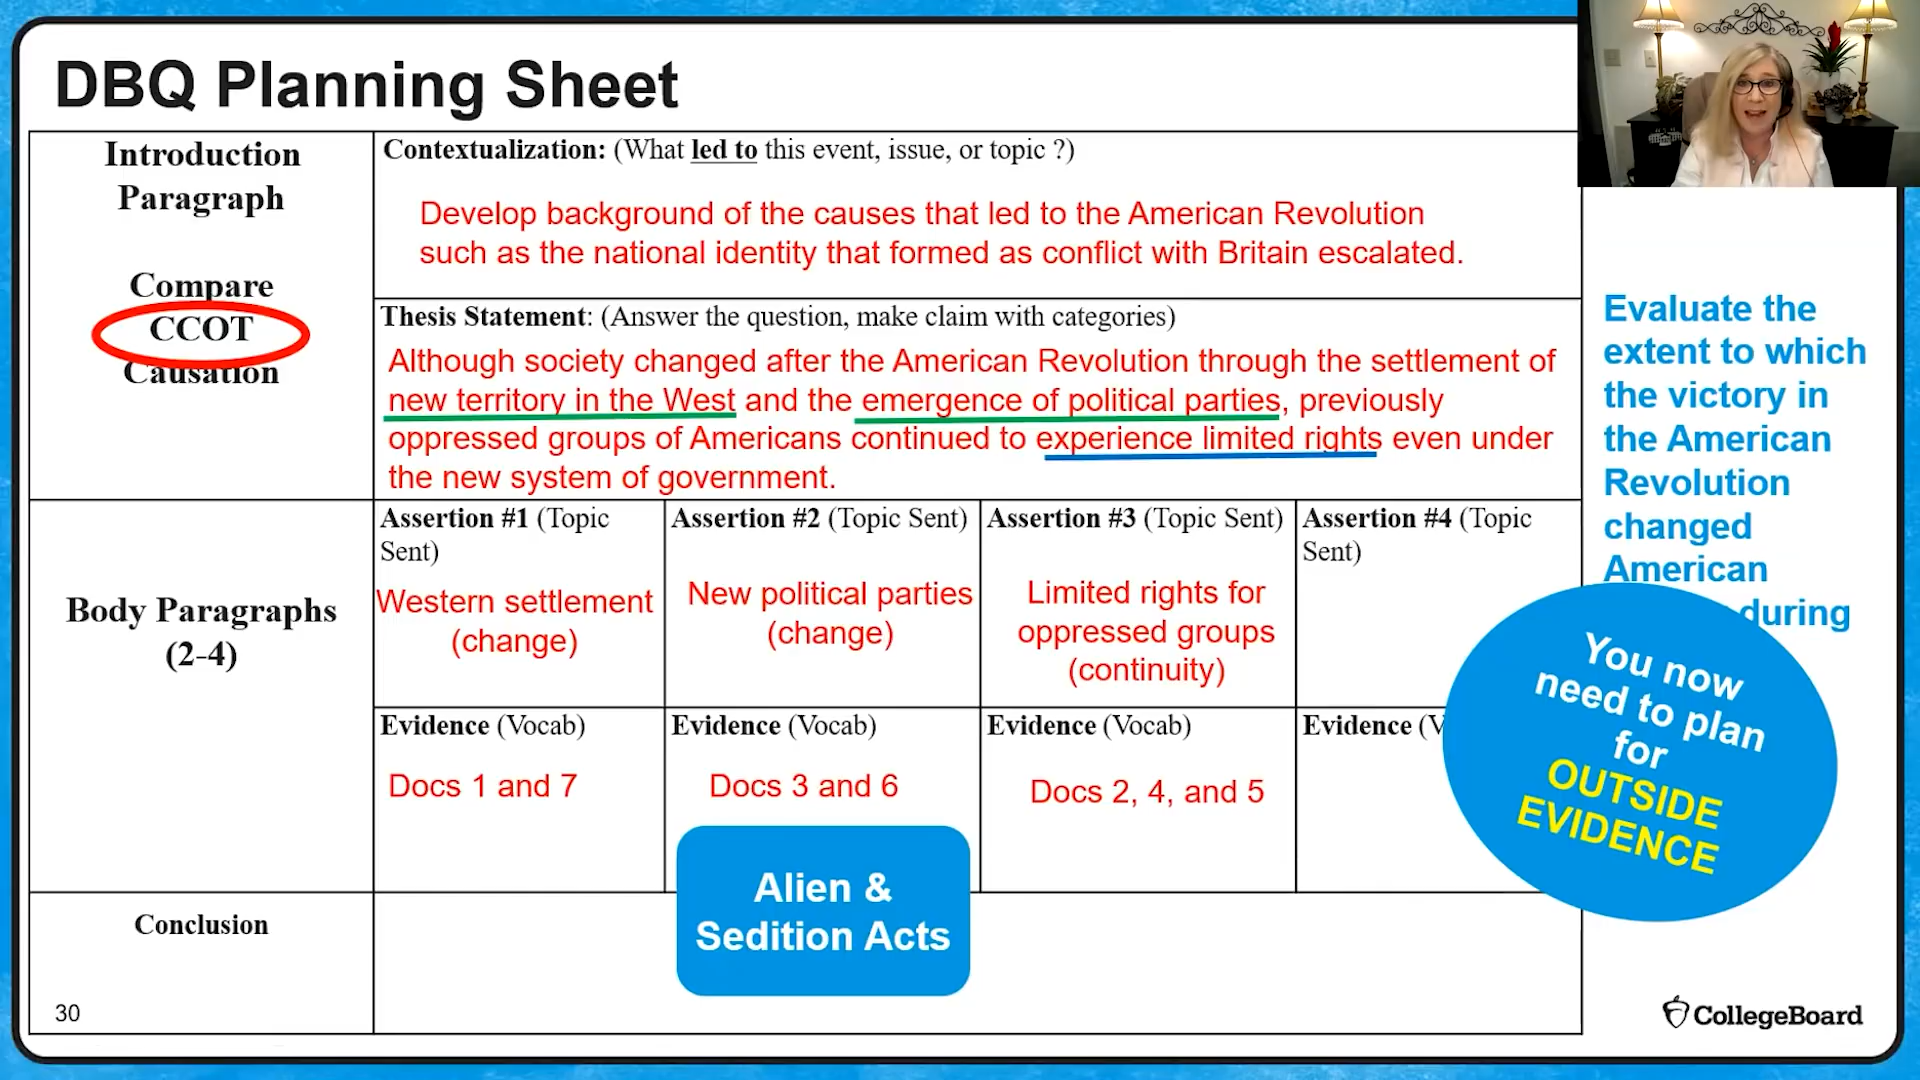 DBQ Planning Sheet
Introduction
Paragraph
Compare
CCOT
Causation
Contextualization: (What led to this event, issue, or topic ?)
Develop background of the causes that led to the American Revolution
such as the national identity that formed as conflict with Britain escalated.
Thesis Statement: (Answer the question, make claim with categories)
Although society changed after the American Revolution through the settlement of
new territory in the West and the emergence of political parties, previously
oppressed groups of Americans continued to experience limited rights even under
the new system of government.
Body Paragraphs
(2-4)
Assertion #1 (Topic
Sent)
Western settlement
(change)
Assertion #2 (Topic Sent)
New political parties
(change)
Assertion #3 (Topic Sent)
Limited rights for
oppressed groups
(continuity)
Assertion #4 (Topic
Sent)
Evidence (Vocab)
Docs 1 and 7
Evidence (Vocab)
Docs 3 and 6
Alien &
Sedition Acts
Evidence (Vocab)
Docs 2, 4, and 5
Evidence (V
Conclusion
30
Evaluate the
extent to which
the victory in
the American
Revolution
changed
American
during
You now
need to plan
for
OUTSIDE
EVIDENCE
CollegeBoard